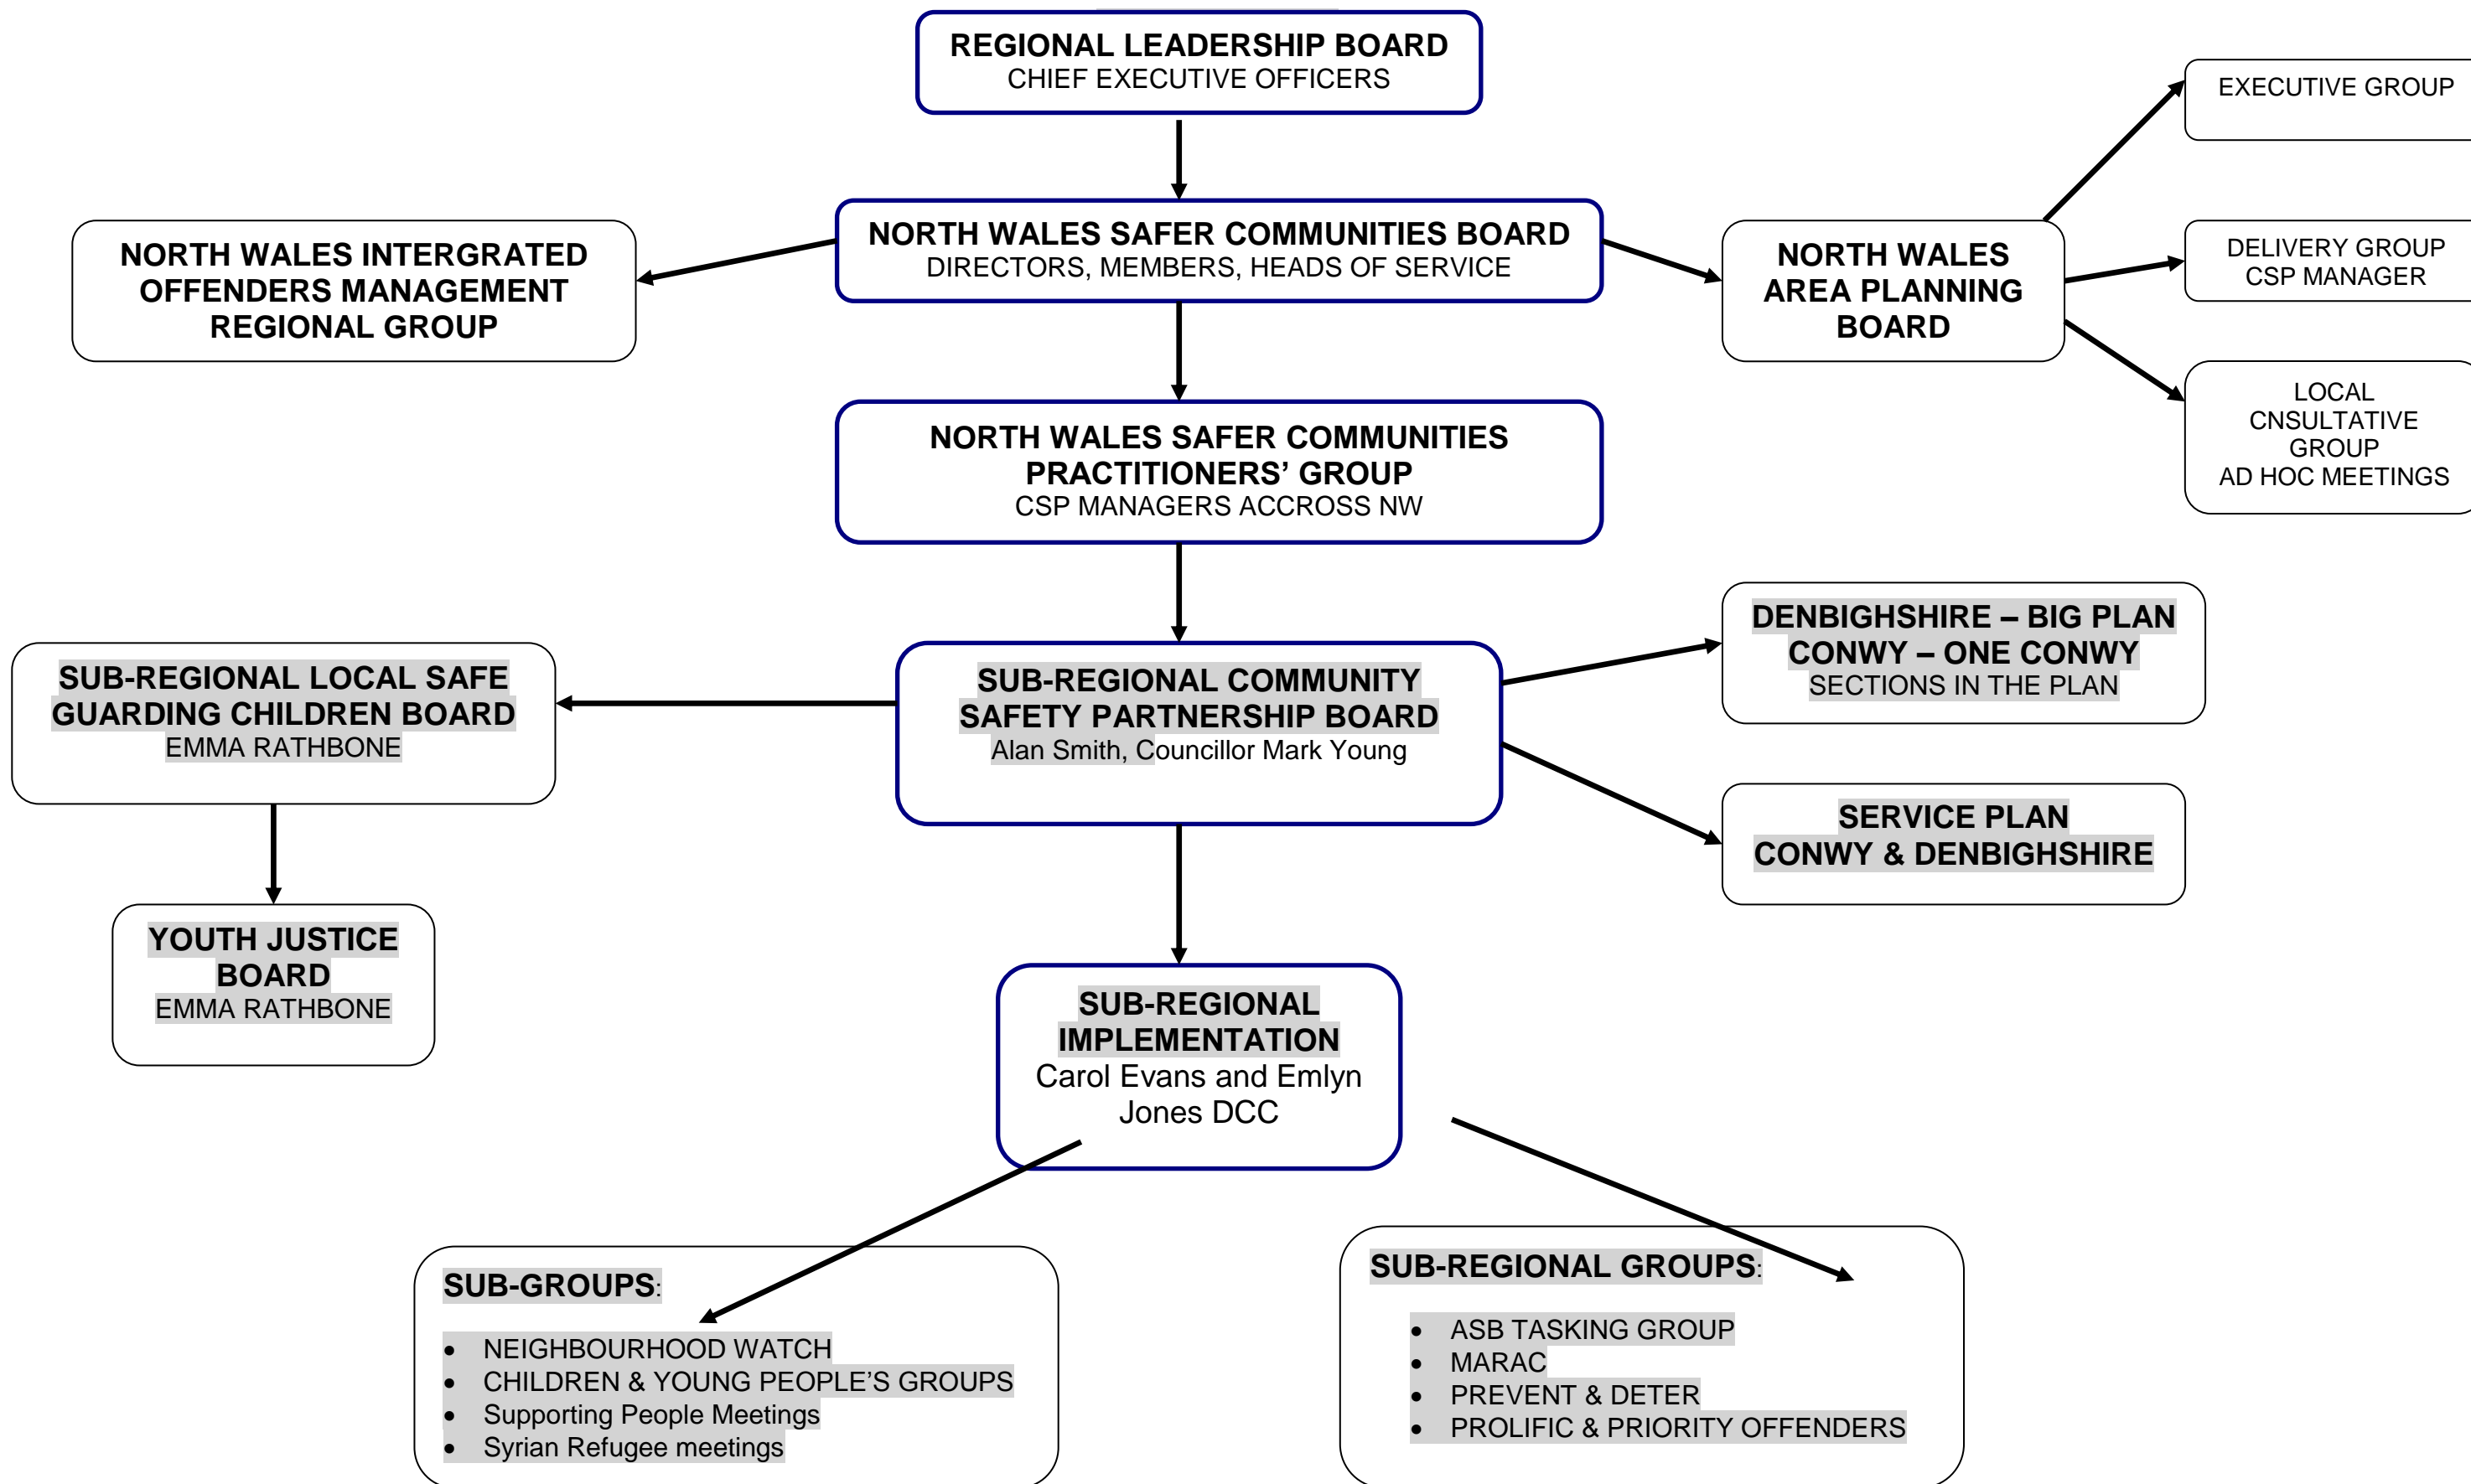 REGIONAL LEADERSHIP BOARD
CHIEF EXECUTIVE OFFICERS
EXECUTIVE GROUP
NORTH WALES INTERGRATED
OFFENDERS MANAGEMENT
REGIONAL GROUP
NORTH WALES SAFER COMMUNITIES BOARD
DIRECTORS, MEMBERS, HEADS OF SERVICE
NORTH WALES
AREA PLANNING
BOARD
DELIVERY GROUP
CSP MANAGER
LOCAL
CNSULTATIVE
GROUP
AD HOC MEETINGS
NORTH WALES SAFER COMMUNITIES
PRACTITIONERS’ GROUP
CSP MANAGERS ACCROSS NW
SUB-REGIONAL LOCAL SAFE
GUARDING CHILDREN BOARD
EMMA RATHBONE
SUB-REGIONAL COMMUNITY
SAFETY PARTNERSHIP BOARD
Alan Smith, Councillor Mark Young
DENBIGHSHIRE – BIG PLAN
CONWY – ONE CONWY
SECTIONS IN THE PLAN
SERVICE PLAN
CONWY & DENBIGHSHIRE
YOUTH JUSTICE
BOARD
EMMA RATHBONE
SUB-REGIONAL
IMPLEMENTATION
Carol Evans and Emlyn
Jones DCC
SUB-GROUPS:
• NEIGHBOURHOOD WATCH
• CHILDREN & YOUNG PEOPLE’S GROUPS
• Supporting People Meetings
• Syrian Refugee meetings
SUB-REGIONAL GROUPS:
• ASB TASKING GROUP
• MARAC
• PREVENT & DETER
• PROLIFIC & PRIORITY OFFENDERS